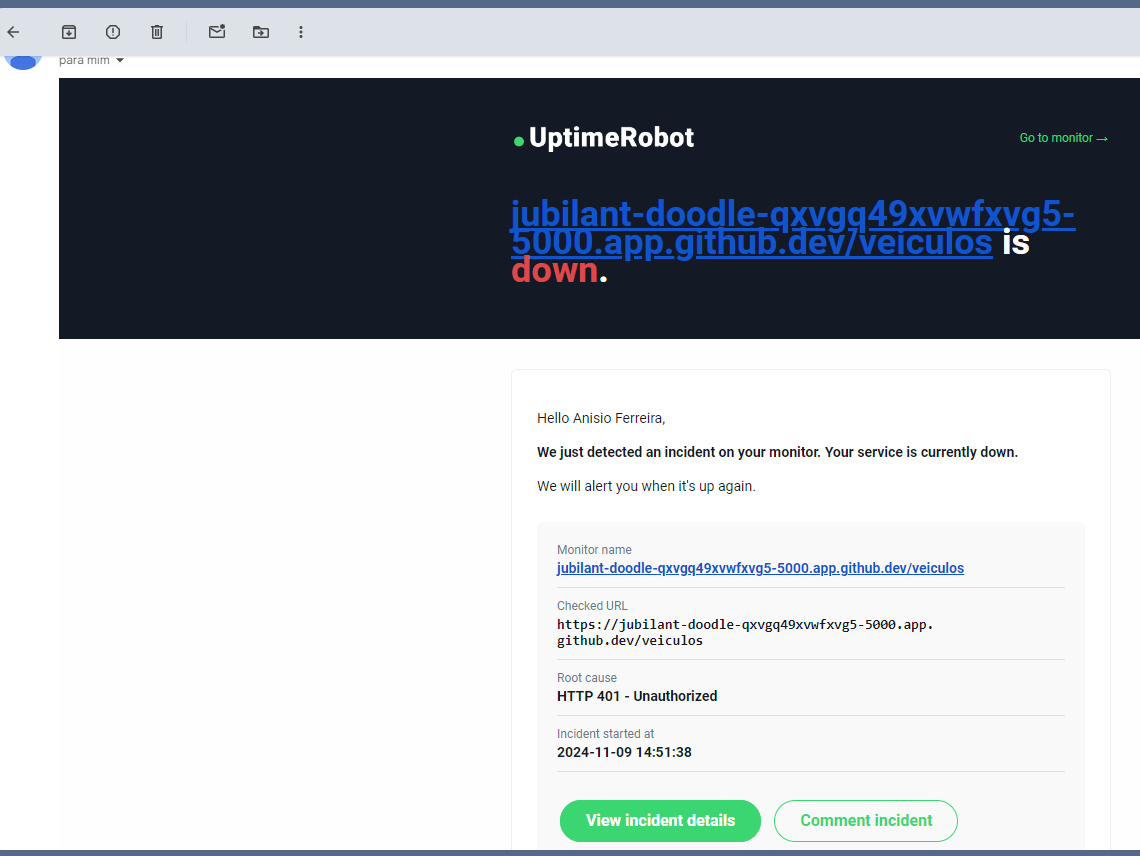 para mim
UptimeRobot
Go to monitor →
jubilant-doodle-qxvgq49xvwfxvg5-
5000.app.github.dev/veiculos is
down.
Hello Anisio Ferreira,
We just detected an incident on your monitor. Your service is currently down.
We will alert you when it's up again.
Monitor name
jubilant-doodle-qxvgq49xvwfxvg5-5000.app.github.dev/veiculos
Checked URL
https://jubilant-doodle-qxvgq49xvwfxvg5-5000.app.
github.dev/veiculos
Root cause
HTTP 401 - Unauthorized
Incident started at
2024-11-09 14:51:38
View incident details
Comment incident